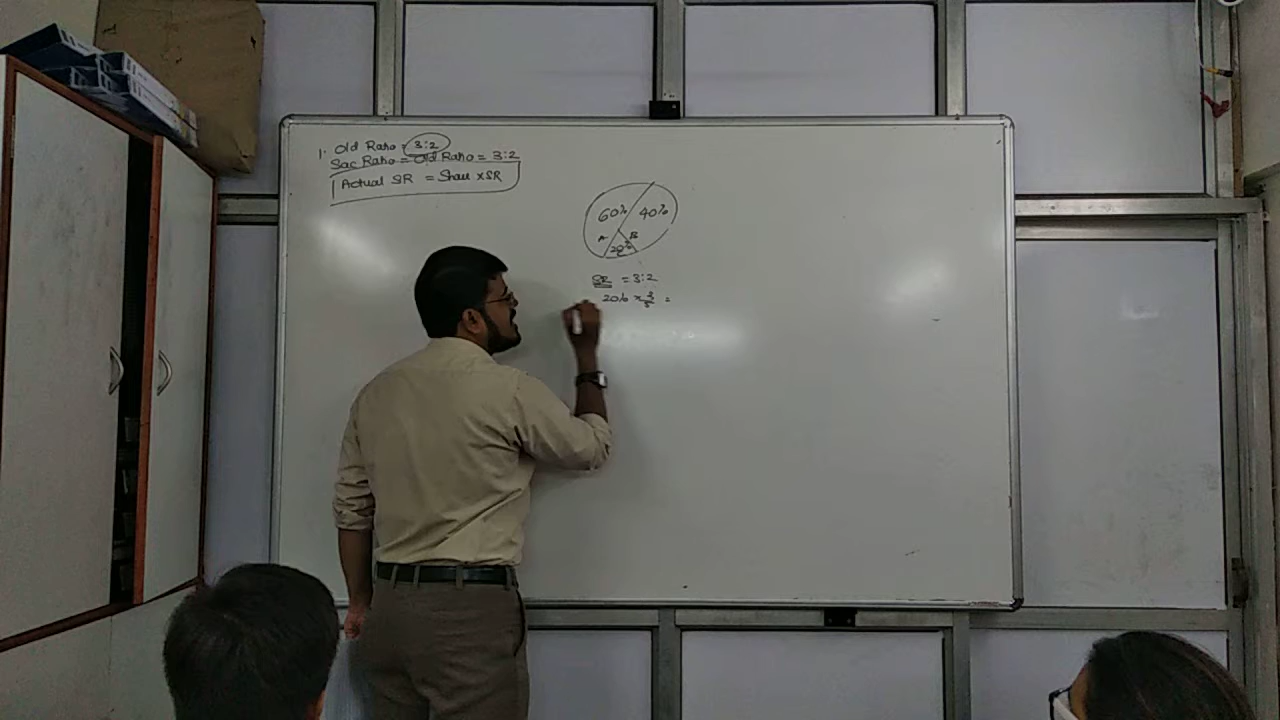 1. Old Ratio = 3:2
Sac Ratio = Old Ratio = 3:2
Actual SR = Share x SR
60% 40%
A B
20%
SR = 3:2
20% x 3/5 =